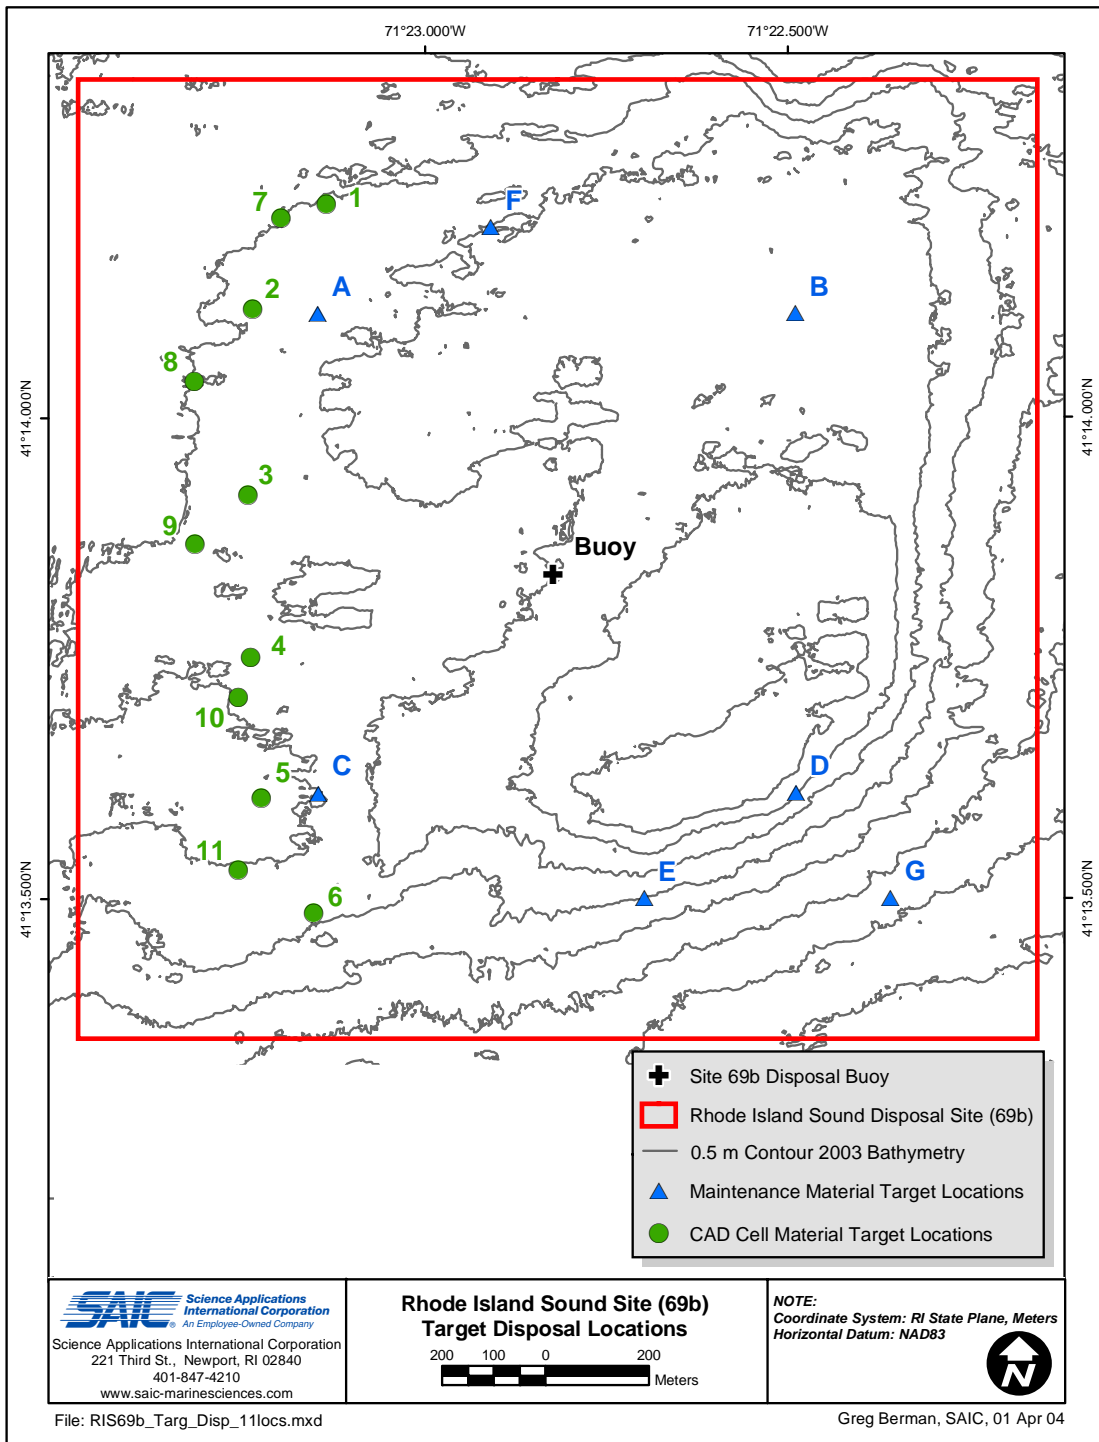 71°23.000'W
71°22.500'W
7
1
F
2
A
B
8
41°14.000'N
41°14.000'N
3
9
Buoy
4
10
5
C
D
11
6
E
G
41°13.500'N
41°13.500'N
Site 69b Disposal Buoy
Rhode Island Sound Disposal Site (69b)
0.5 m Contour 2003 Bathymetry
Maintenance Material Target Locations
CAD Cell Material Target Locations
SAIC® Science Applications
International Corporation
An Employee-Owned Company
Science Applications International Corporation
221 Third St., Newport, RI 02840
401-847-4210
www.saic-marinesciences.com
Rhode Island Sound Site (69b)
Target Disposal Locations
200 100 0 200
Meters
NOTE:
Coordinate System: RI State Plane, Meters
Horizontal Datum: NAD83
N
File: RIS69b_Targ_Disp_11locs.mxd
Greg Berman, SAIC, 01 Apr 04